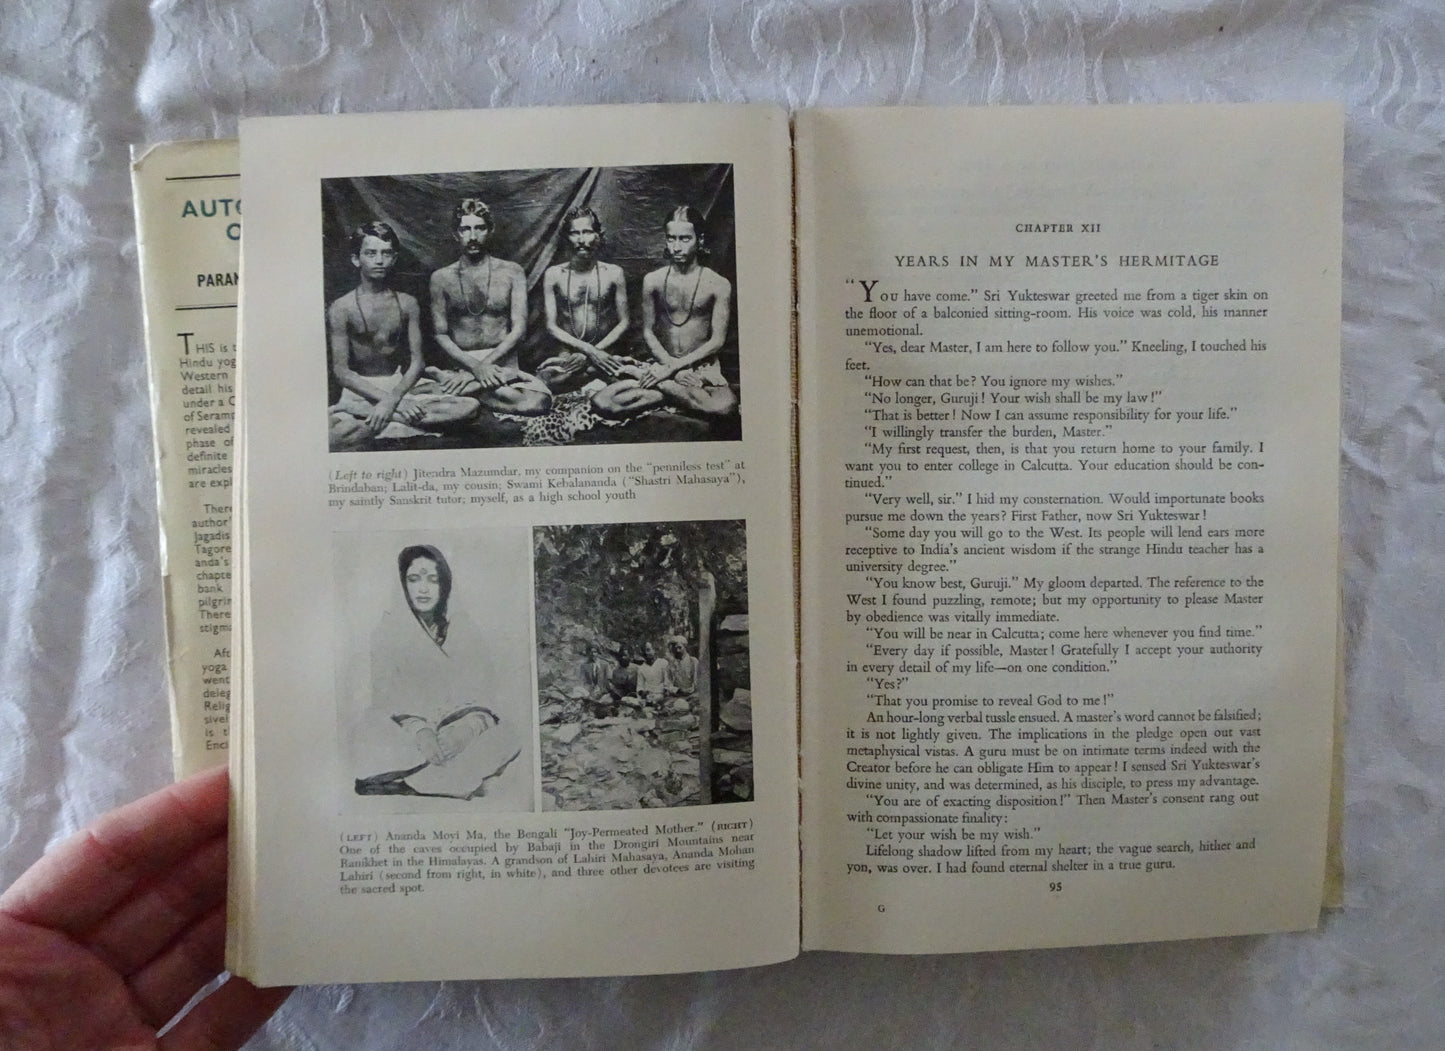 AUTO
O
PARAM
THIS is t
Hindu yog
Western
detail his
under a C
of Seramp
revealed
phase of
definite
miracles
are expl
There
author'
Jagadis
Tagore
anda's
chapte
bank
pilgrim
There
stigma
Aft
yoga
went
deleg
Relig
sivel
is t
Enci
(Left to right) Jitendra Mazumdar, my companion on the "penniless test" at
Brindaban; Lalit-da, my cousin; Swami Kebalananda ("Shastri Mahasaya"),
my saintly Sanskrit tutor; myself, as a high school youth
(LEFT) Ananda Moyi Ma, the Bengali "Joy-Permeated Mother." (RIGHT)
One of the caves occupied by Babaji in the Drongiri Mountains near
Ranikhet in the Himalayas. A grandson of Lahiri Mahasaya, Ananda Mohan
Lahiri (second from right, in white), and three other devotees are visiting
the sacred spot.
CHAPTER XII
YEARS IN MY MASTER'S HERMITAGE
"YOU have come." Sri Yukteswar greeted me from a tiger skin on
the floor of a balconied sitting-room. His voice was cold, his manner
unemotional.
"Yes, dear Master, I am here to follow you." Kneeling, I touched his
feet.
"How can that be? You ignore my wishes."
"No longer, Guruji! Your wish shall be my law!"
"That is better! Now I can assume responsibility for your life."
"I willingly transfer the burden, Master."
"My first request, then, is that you return home to your family. I
want you to enter college in Calcutta. Your education should be con-
tinued."
"Very well, sir." I hid my consternation. Would importunate books
pursue me down the years? First Father, now Sri Yukteswar!
"Some day you will go to the West. Its people will lend ears more
receptive to India's ancient wisdom if the strange Hindu teacher has a
university degree."
"You know best, Guruji." My gloom departed. The reference to the
West I found puzzling, remote; but my opportunity to please Master
by obedience was vitally immediate.
"You will be near in Calcutta; come here whenever you find time."
"Every day if possible, Master! Gratefully I accept your authority
in every detail of my life—on one condition."
"Yes?"
"That you promise to reveal God to me!"
An hour-long verbal tussle ensued. A master's word cannot be falsified;
it is not lightly given. The implications in the pledge open out vast
metaphysical vistas. A guru must be on intimate terms indeed with the
Creator before he can obligate Him to appear! I sensed Sri Yukteswar's
divine unity, and was determined, as his disciple, to press my advantage.
"You are of exacting disposition!" Then Master's consent rang out
with compassionate finality:
"Let your wish be my wish."
Lifelong shadow lifted from my heart; the vague search, hither and
yon, was over. I had found eternal shelter in a true guru.
95
G